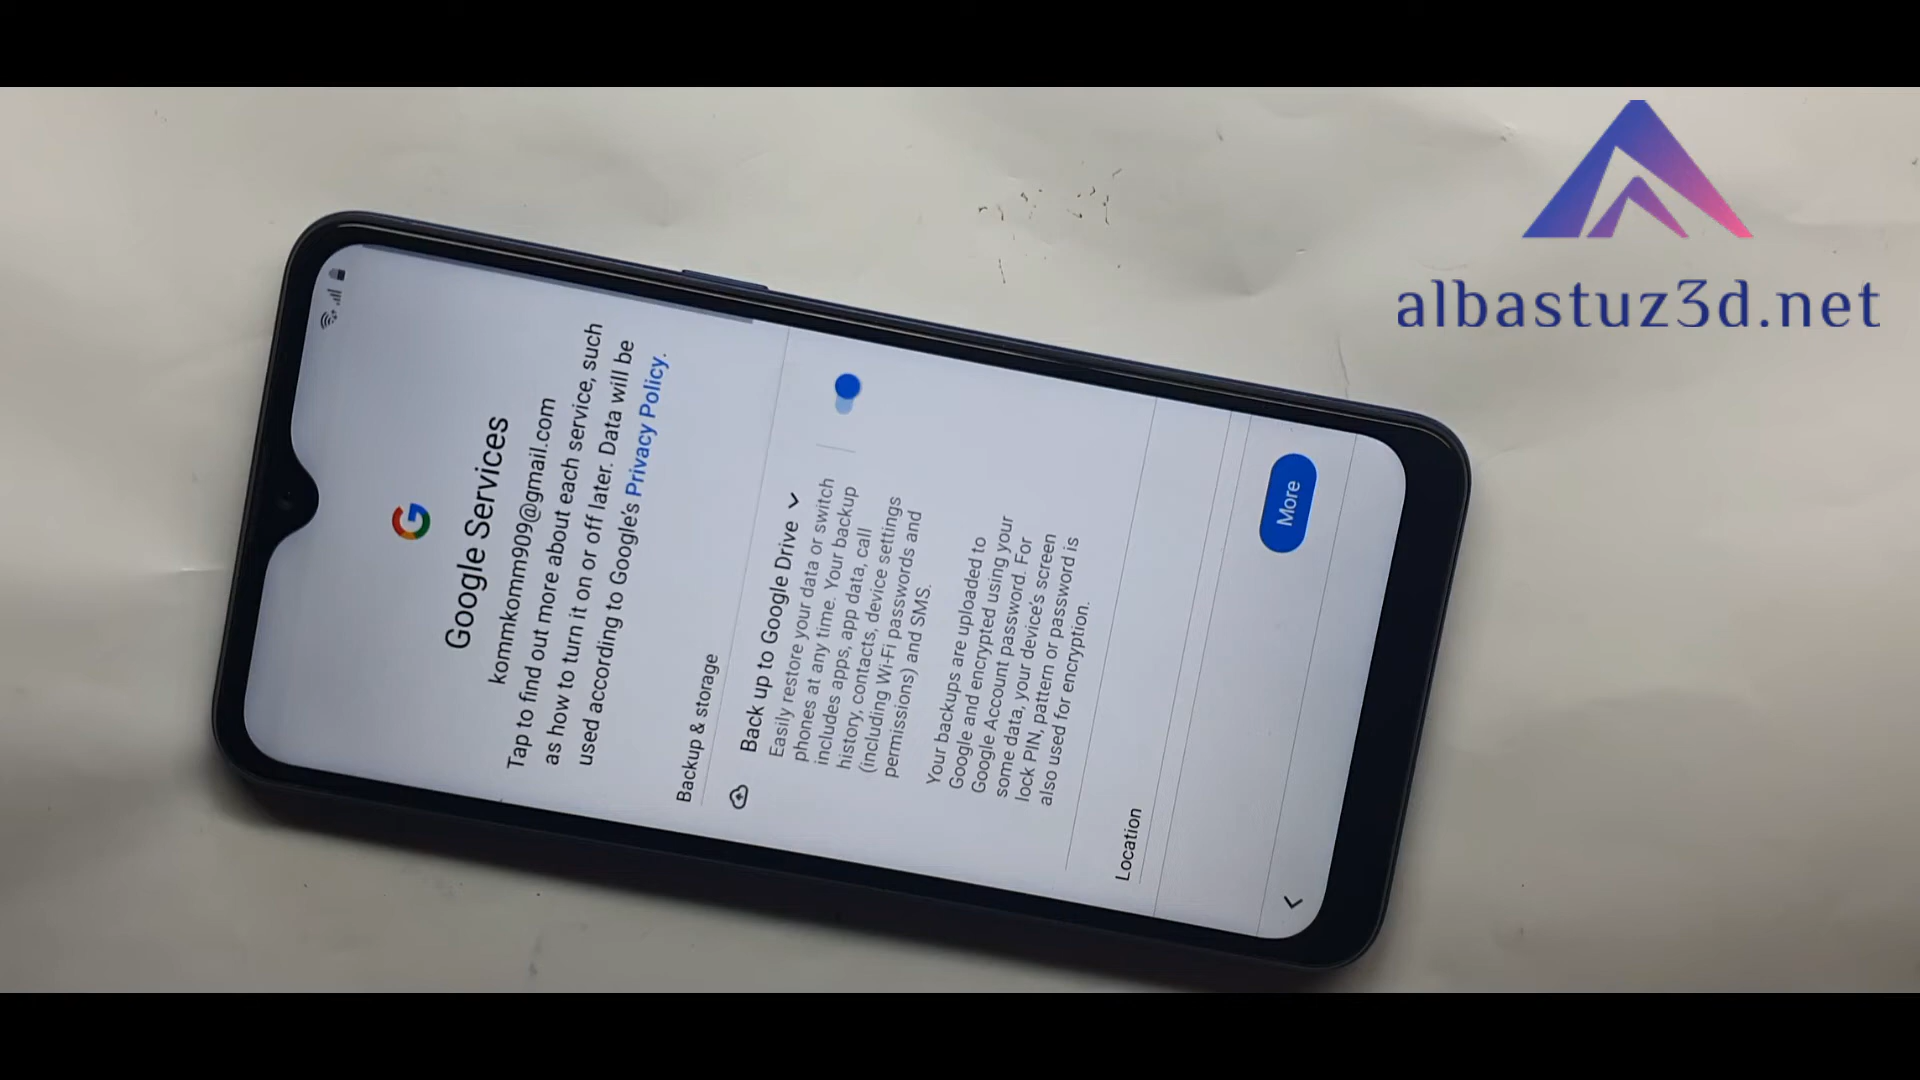 Google Services
kommkomm909@gmail.com
Tap to find out more about each service, such
as how to turn it on or off later. Data will be
used according to Google's Privacy Policy.
Backup & storage
Back up to Google Drive
Easily restore your data or switch
phones at any time. Your backup
includes apps, app data, call
history, contacts, device settings
(including Wi-Fi passwords and
permissions) and SMS.
Your backups are uploaded to
Google and encrypted using your
Google Account password. For
some data, your device's screen
lock PIN, pattern or password is
also used for encryption.
Location
More
albastuz3d.net